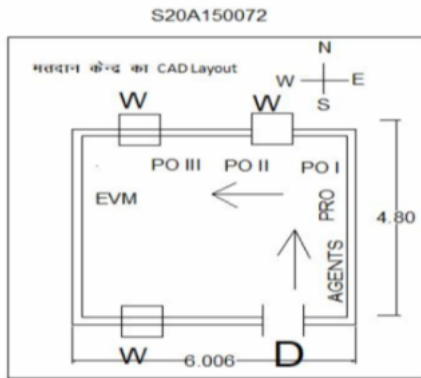 S20A150072
मतदान केन्द्र का CAD Layout
N
W E
S
W W
PO III PO II PO I
EVM
PRO
4.80
AGENTS
W
6.006
D